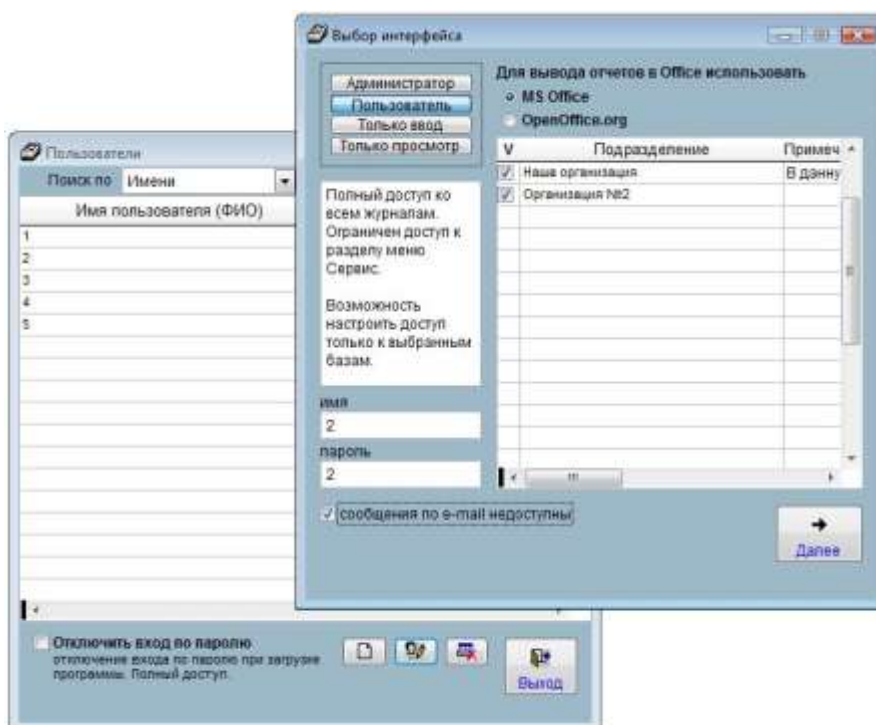 Выбор интерфейса
Администратор
Пользователь
Только ввод
Только просмотр
Для вывода отчетов в Office использовать
MS Office
OpenOffice.org
V Подразделение Примеч
Наша организация В данну
Организация №2
Полный доступ ко
всем журналам.
Ограничен доступ к
разделу меню
Сервис.
Возможность
настроить доступ
только к выбранным
базам.
имя
2
пароль
2
сообщения по e-mail недоступны
Далее
Пользователи
Поиск по Имени
Имя пользователя (ФИО)
1
2
3
4
5
Отключить вход по паролю
отключение входа по паролю при загрузке
программы. Полный доступ.
Выход